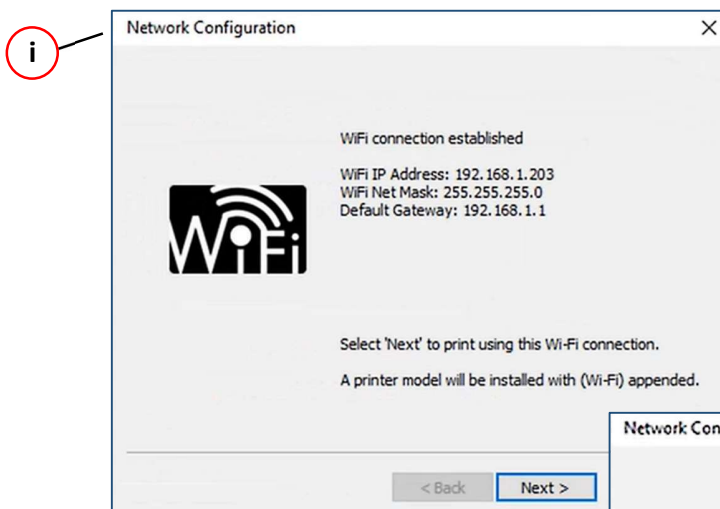 i
Network Configuration
WiFi connection established
WiFi IP Address: 192.168.1.203
WiFi Net Mask: 255.255.255.0
Default Gateway: 192.168.1.1
WiFi
Select 'Next' to print using this Wi-Fi connection.
A printer model will be installed with (Wi-Fi) appended.
Network Con
< Back
Next >